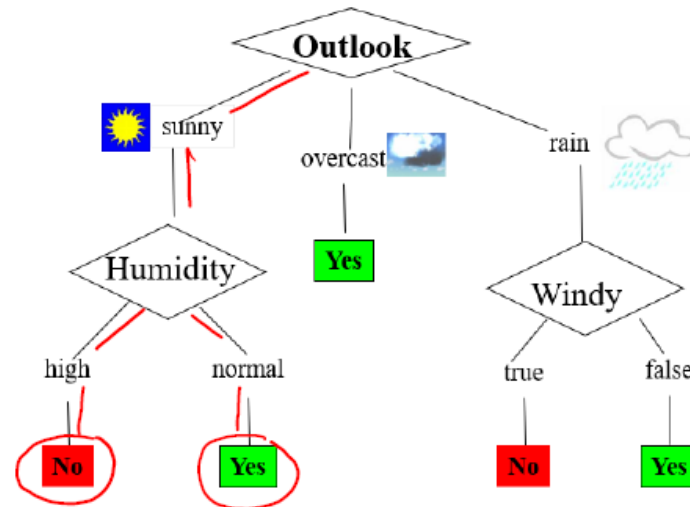 Outlook
sunny
overcast
rain
Yes
Humidity
Windy
high
normal
true
false
No
Yes
No
Yes